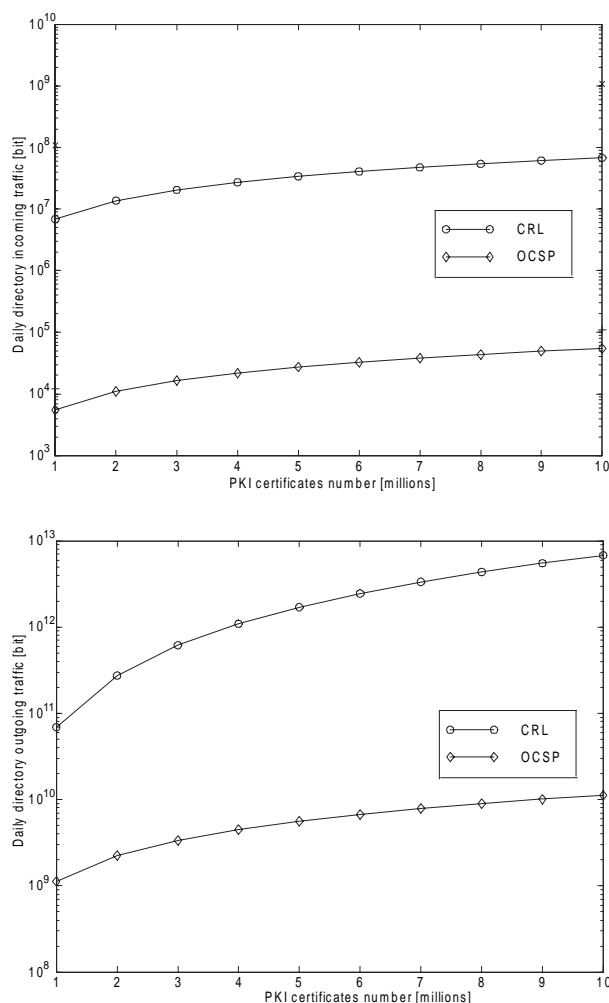 10^10
10^9
10^8
10^7
10^6
10^5
10^4
10^3
Daily directory incoming traffic [bit]
CRL
OCSP
1 2 3 4 5 6 7 8 9 10
PKI certificates number [millions]
10^13
10^12
10^11
10^10
10^9
10^8
Daily directory outgoing traffic [bit]
CRL
OCSP
1 2 3 4 5 6 7 8 9 10
PKI certificates number [millions]